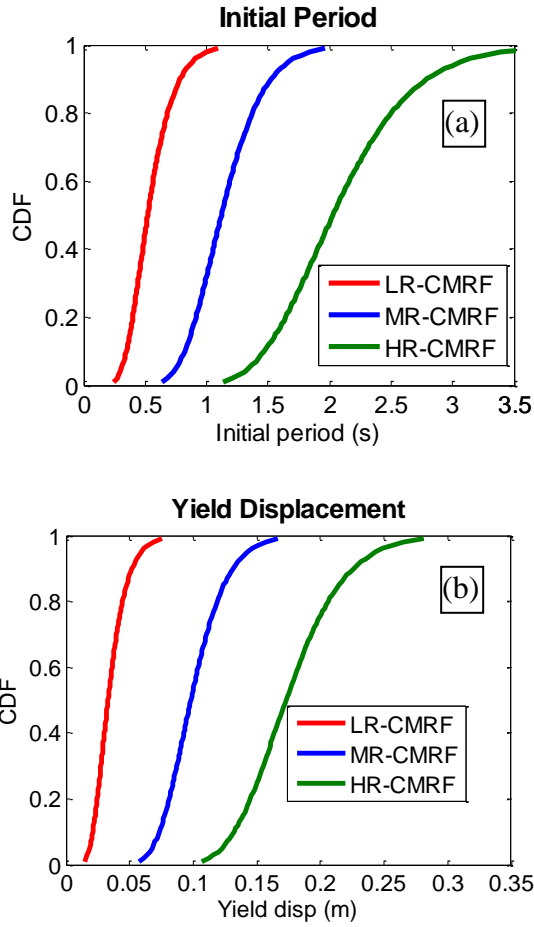 Initial Period
1
0.8
0.6
0.4
0.2
0
CDF
(a)
LR-CMRF
MR-CMRF
HR-CMRF
0 0.5 1 1.5 2 2.5 3 3.5
Initial period (s)
Yield Displacement
1
0.8
0.6
0.4
0.2
0
CDF
(b)
LR-CMRF
MR-CMRF
HR-CMRF
0 0.05 0.1 0.15 0.2 0.25 0.3 0.35
Yield disp (m)